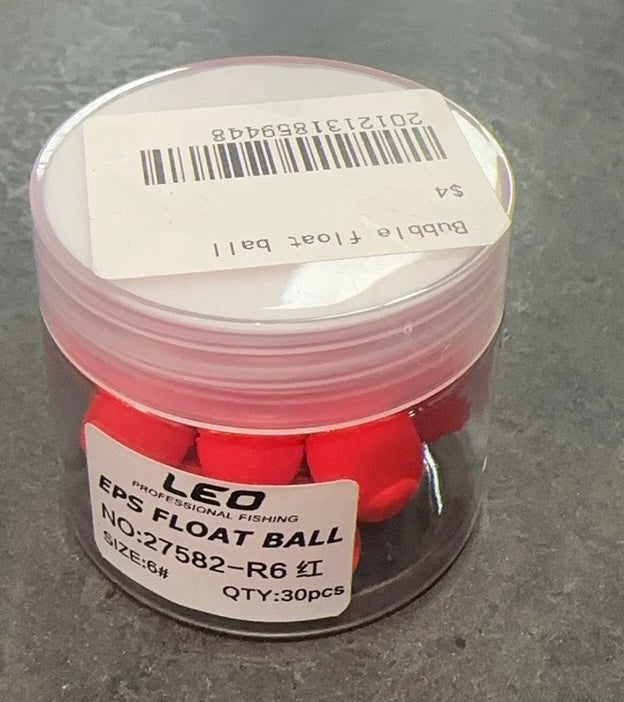 2012131859448
$4
Bubble float ball
LEO
PROFESSIONAL FISHING
EPS FLOAT BALL
NO:27582-R6 红
SIZE:6#
QTY:30pcs